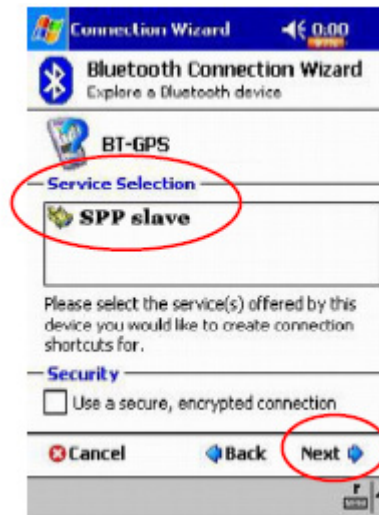 Connection Wizard 0:00
Bluetooth Connection Wizard
Explore a Bluetooth device
BT-GPS
Service Selection
SPP slave
Please select the service(s) offered by this
device you would like to create connection
shortcuts for.
Security
Use a secure, encrypted connection
Cancel Back Next